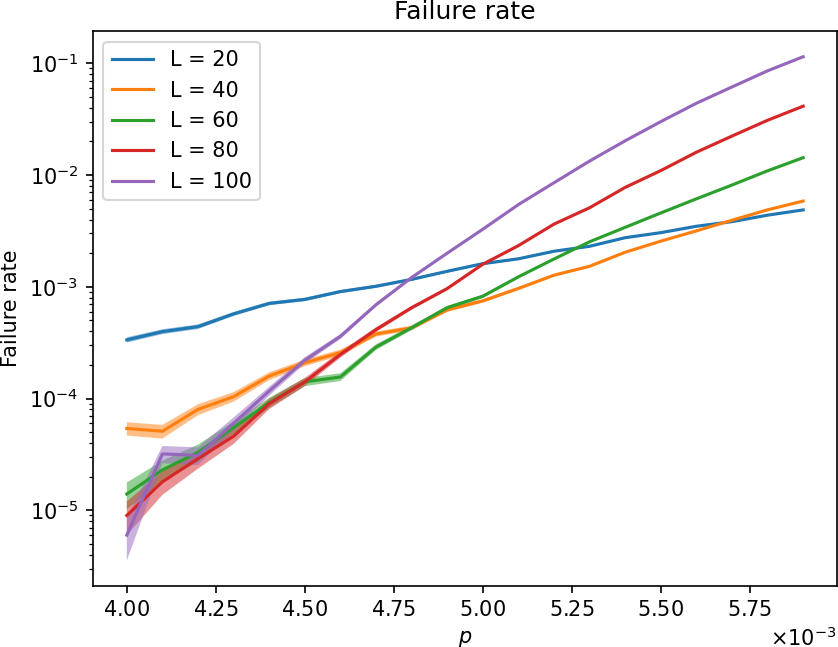 Failure rate
L = 20
L = 40
L = 60
L = 80
L = 100
Failure rate
10⁻¹
10⁻²
10⁻³
10⁻⁴
10⁻⁵
4.00 4.25 4.50 4.75 5.00 5.25 5.50 5.75
p
×10⁻³